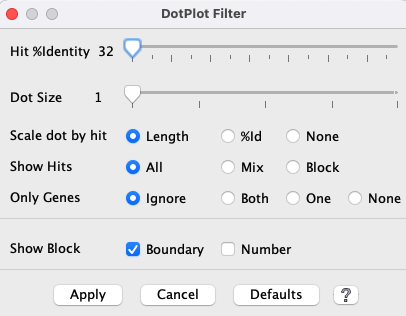 DotPlot Filter
Hit %Identity 32
Dot Size 1
Scale dot by hit Length %Id None
Show Hits All Mix Block
Only Genes Ignore Both One None
Show Block Boundary Number
Apply Cancel Defaults ?